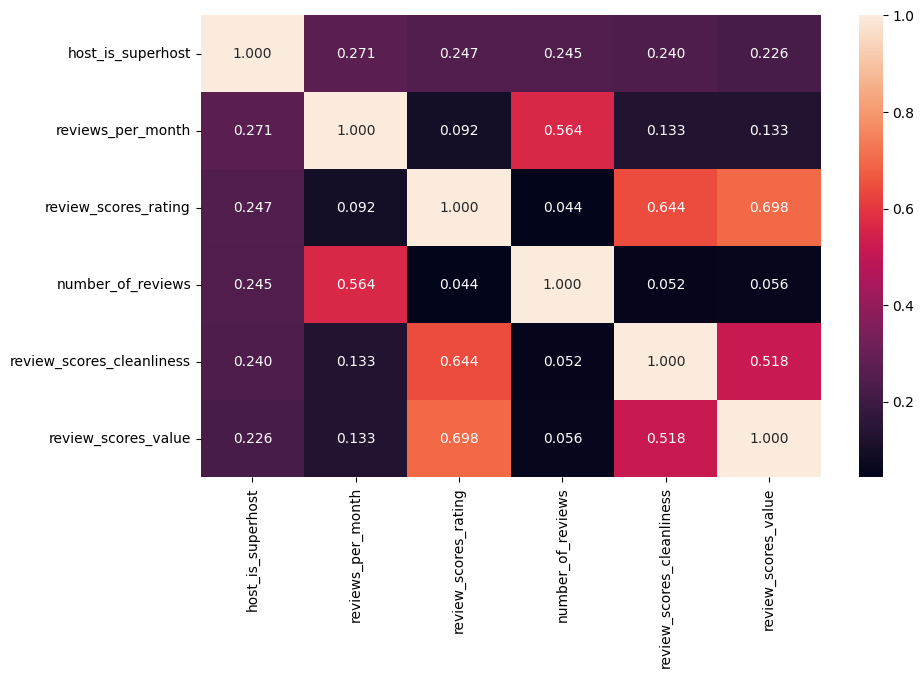 host_is_superhost 1.000 0.271 0.247 0.245 0.240 0.226
reviews_per_month 0.271 1.000 0.092 0.564 0.133 0.133
review_scores_rating 0.247 0.092 1.000 0.044 0.644 0.698
number_of_reviews 0.245 0.564 0.044 1.000 0.052 0.056
review_scores_cleanliness 0.240 0.133 0.644 0.052 1.000 0.518
review_scores_value 0.226 0.133 0.698 0.056 0.518 1.000
host_is_superhost
reviews_per_month
review_scores_rating
number_of_reviews
review_scores_cleanliness
review_scores_value
1.0
0.8
0.6
0.4
0.2